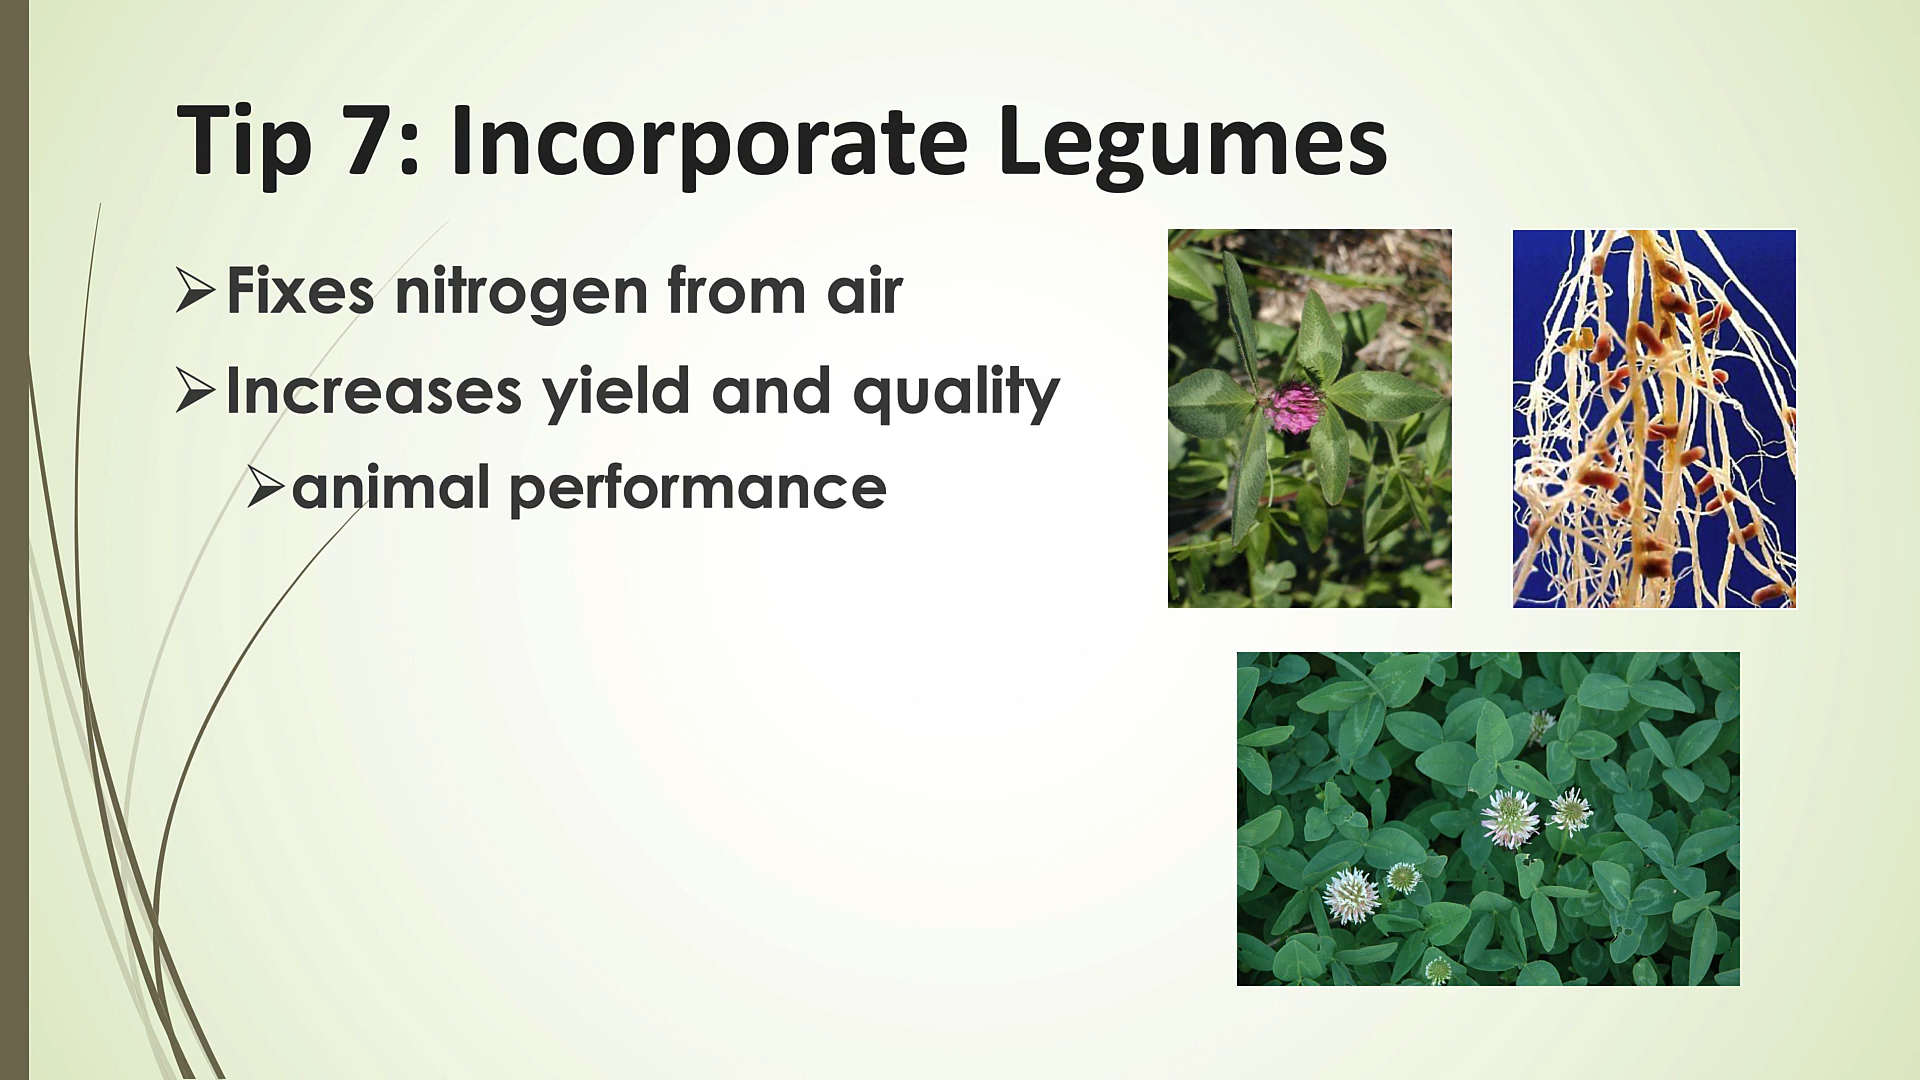 Tip 7: Incorporate Legumes
➢Fixes nitrogen from air
➢Increases yield and quality
➢animal performance